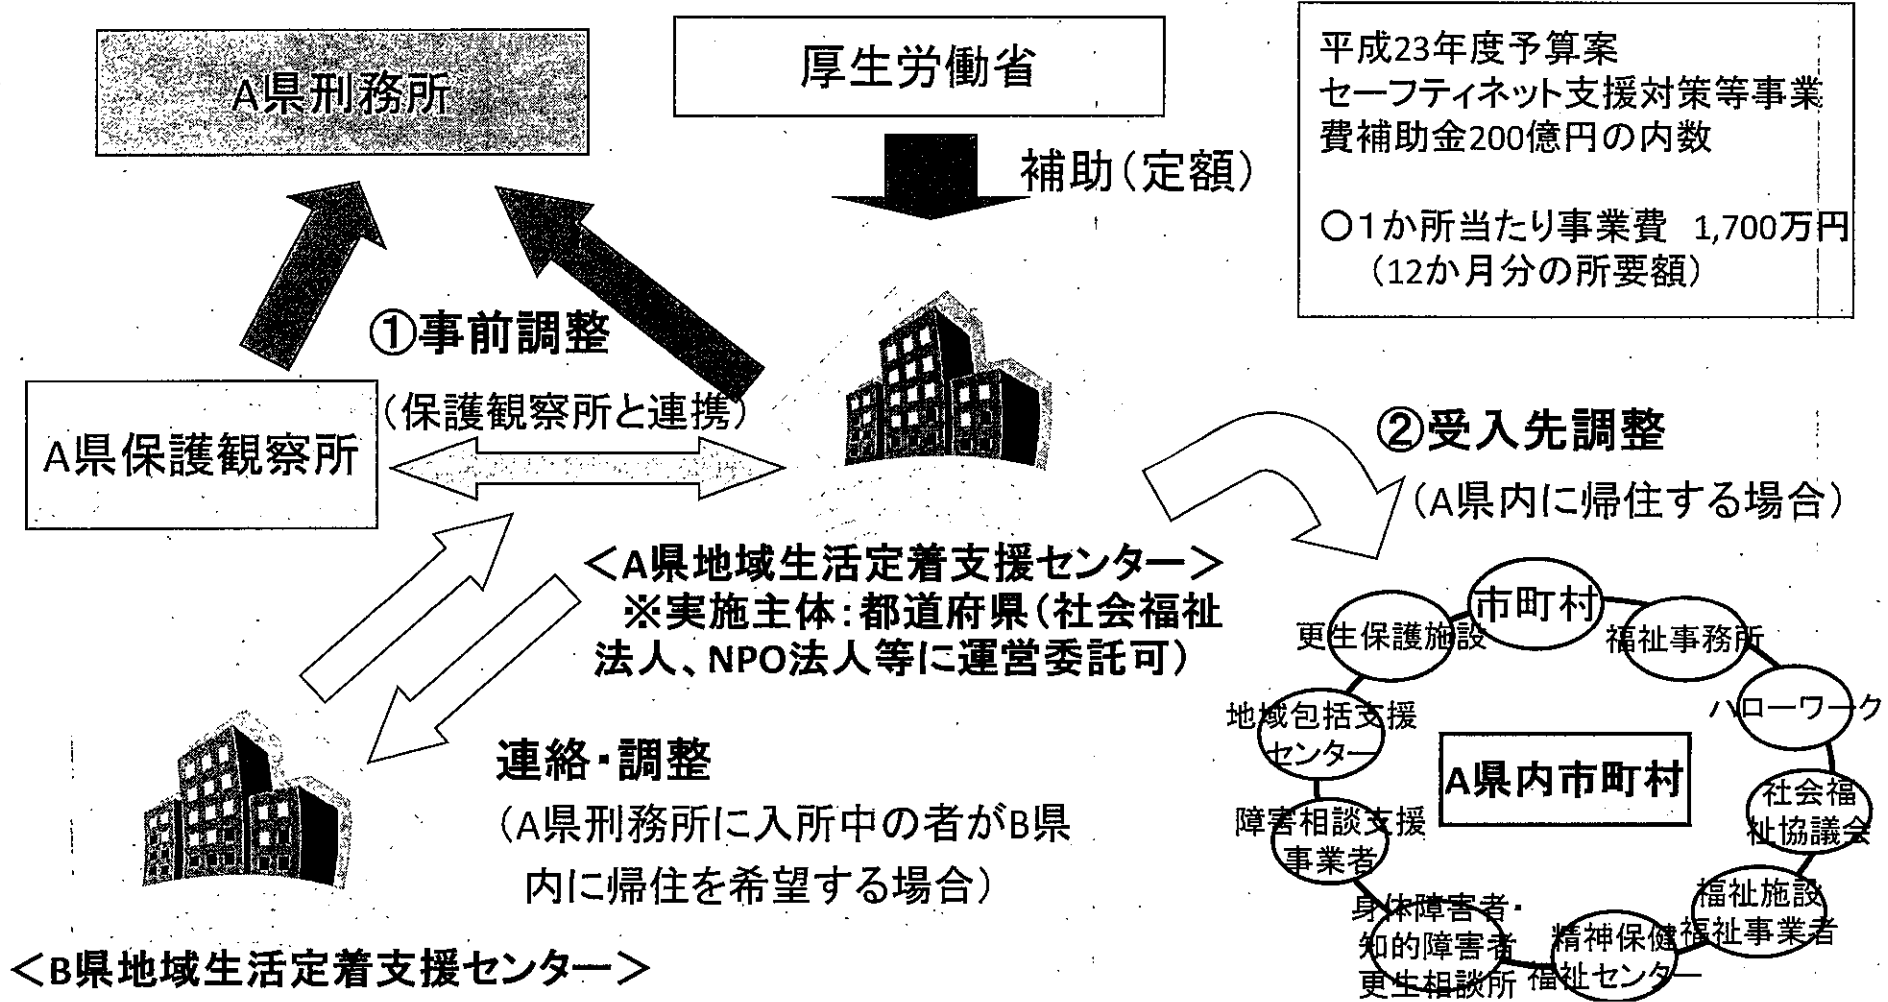 A県刑務所
厚生労働省
平成23年度予算案
セーフティネット支援対策等事業
費補助金200億円の内数
○1か所当たり事業費 1,700万円
(12か月分の所要額)
補助(定額)
①事前調整
(保護観察所と連携)
A県保護観察所
②受入先調整
(A県内に帰住する場合)
<A県地域生活定着支援センター>
※実施主体:都道府県(社会福祉
法人、NPO法人等に運営委託可)
市町村
更生保護施設
福祉事務所
ハローワーク
地域包括支援
センター
A県内市町村
社会福
祉協議会
障害相談支援
事業者
福祉施設
福祉事業者
身体障害者・
知的障害者
更生相談所
精神保健
福祉センター
連絡・調整
(A県刑務所に入所中の者がB県
内に帰住を希望する場合)
<B県地域生活定着支援センター>